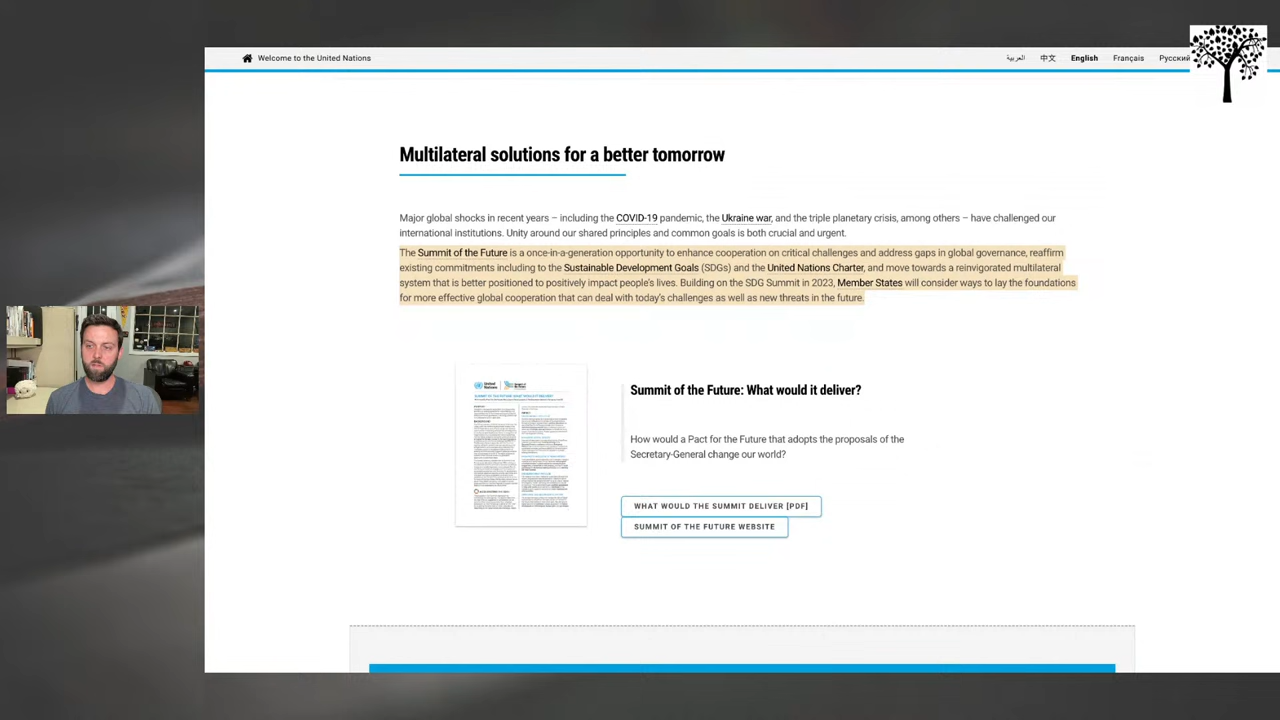 Welcome to the United Nations
العربية 中文 English Français Русский
Multilateral solutions for a better tomorrow
Major global shocks in recent years – including the COVID-19 pandemic, the Ukraine war, and the triple planetary crisis, among others – have challenged our
international institutions. Unity around our shared principles and common goals is both crucial and urgent.
The Summit of the Future is a once-in-a-generation opportunity to enhance cooperation on critical challenges and address gaps in global governance, reaffirm
existing commitments including to the Sustainable Development Goals (SDGs) and the United Nations Charter, and move towards a reinvigorated multilateral
system that is better positioned to positively impact people's lives. Building on the SDG Summit in 2023, Member States will consider ways to lay the foundations
for more effective global cooperation that can deal with today's challenges as well as new threats in the future.
Summit of the Future: What would it deliver?
How would a Pact for the Future that adopts the proposals of the
Secretary-General change our world?
WHAT WOULD THE SUMMIT DELIVER [PDF]
SUMMIT OF THE FUTURE WEBSITE